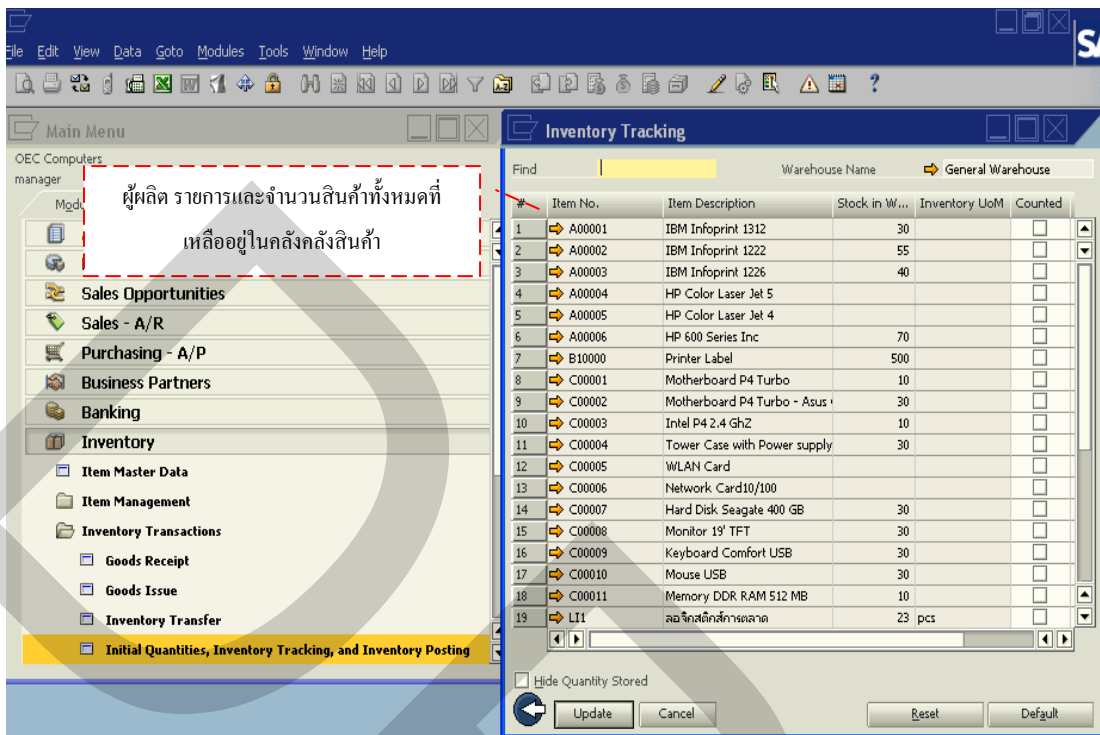 File Edit View Data Goto Modules Tools Window Help
Main Menu
OEC Computers
manager
ผู้ผลิต รายการและจำนวนสินค้าทั้งหมดที่
เหลืออยู่ในคลังคลังสินค้า
Sales Opportunities
Sales - A/R
Purchasing - A/P
Business Partners
Banking
Inventory
Item Master Data
Item Management
Inventory Transactions
Goods Receipt
Goods Issue
Inventory Transfer
Initial Quantities, Inventory Tracking, and Inventory Posting
Inventory Tracking
Find Warehouse Name General Warehouse
# Item No. Item Description Stock in W... Inventory UoM Counted
1 A00001 IBM Infoprint 1312 30
2 A00002 IBM Infoprint 1222 55
3 A00003 IBM Infoprint 1226 40
4 A00004 HP Color Laser Jet 5
5 A00005 HP Color Laser Jet 4
6 A00006 HP 600 Series Inc 70
7 B10000 Printer Label 500
8 C00001 Motherboard P4 Turbo 10
9 C00002 Motherboard P4 Turbo - Asus 30
10 C00003 Intel P4 2.4 GhZ 10
11 C00004 Tower Case with Power supply 30
12 C00005 WLAN Card
13 C00006 Network Card10/100
14 C00007 Hard Disk Seagate 400 GB 30
15 C00008 Monitor 19' TFT 30
16 C00009 Keyboard Comfort USB 30
17 C00010 Mouse USB 30
18 C00011 Memory DDR RAM 512 MB 10
19 LI1 ลอจิกสติกส์การตลาด 23 pcs
Hide Quantity Stored
Update Cancel Reset Default